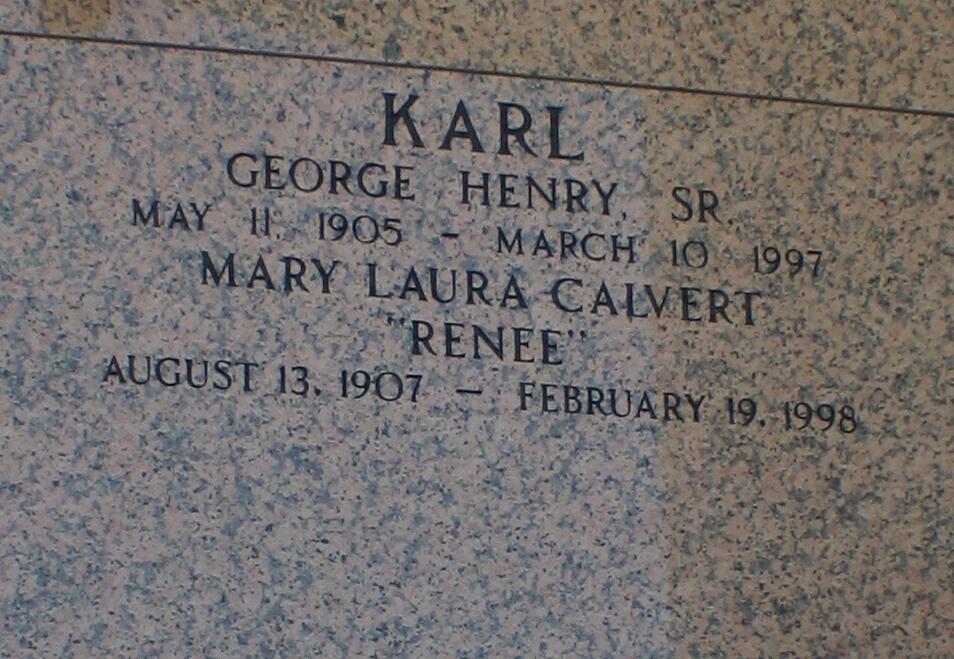 KARL
GEORGE HENRY, SR.
MAY 11, 1905 - MARCH 10 1997
MARY LAURA CALVERT
"RENEE"
AUGUST 13, 1907 - FEBRUARY 19, 1998